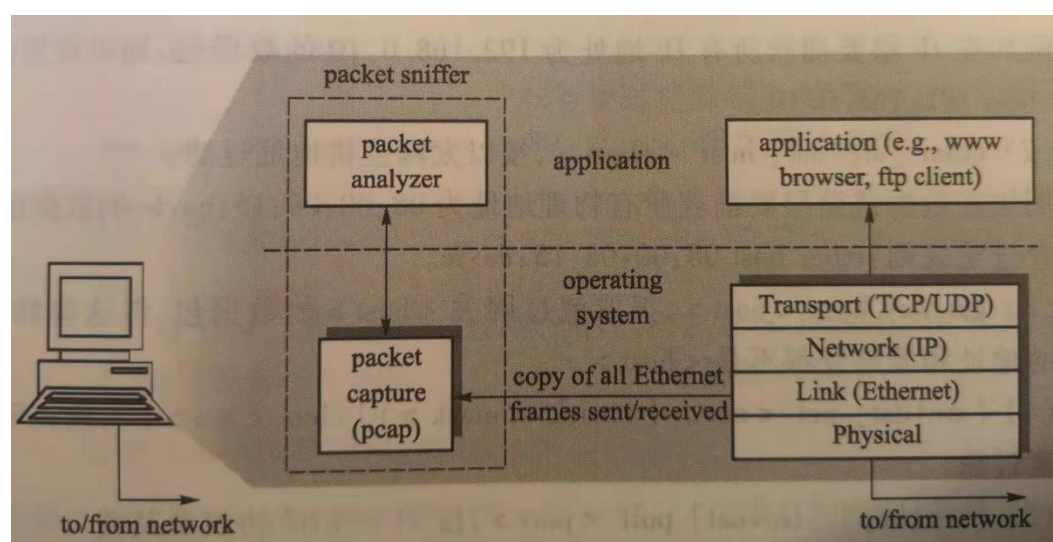 packet sniffer
packet
analyzer
application
application (e.g., www
browser, ftp client)
operating
system
packet
capture
(pcap)
copy of all Ethernet
frames sent/received
Transport (TCP/UDP)
Network (IP)
Link (Ethernet)
Physical
to/from network
to/from network